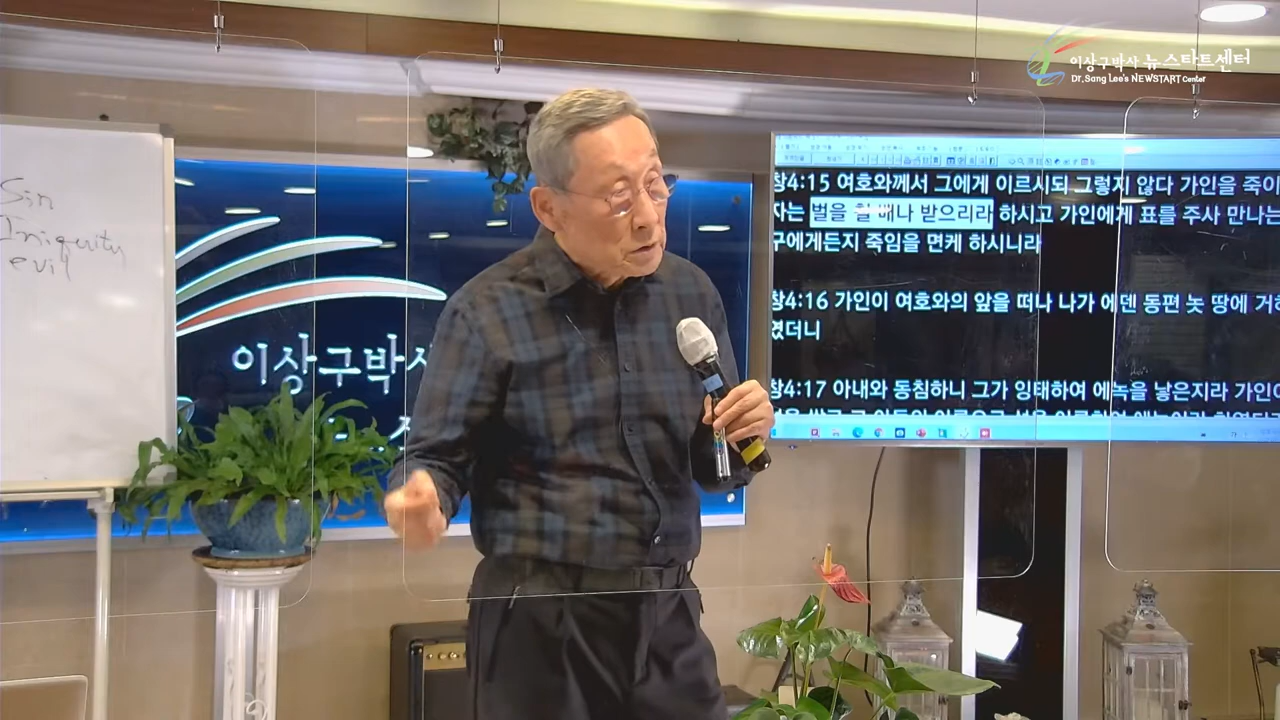 이상구박사 뉴스타트센터
Dr. Sang Lee's NEWSTART Center
Sin
Iniquity
evil
이상구박사
창4:15 여호와께서 그에게 이르시되 그렇지 않다 가인을 죽이
자는 벌을 칠 배나 받으리라 하시고 가인에게 표를 주사 만나는
구에게든지 죽임을 면케 하시니라
창4:16 가인이 여호와의 앞을 떠나 나가 에덴 동편 놋 땅에 거하
였더니
창4:17 아내와 동침하니 그가 잉태하여 에녹을 낳은지라 가인이